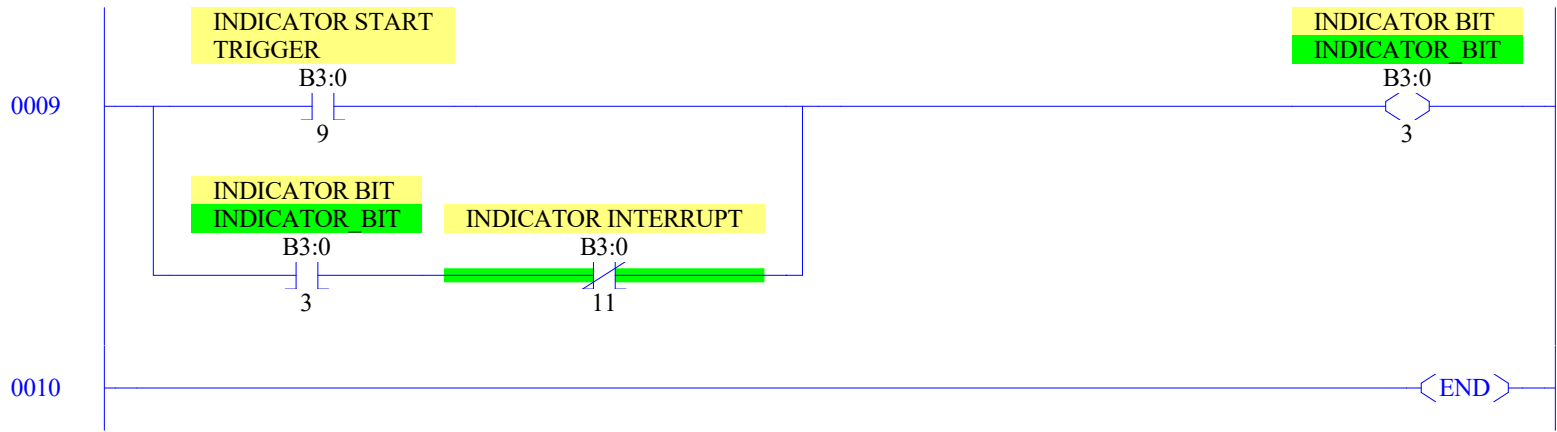 INDICATOR START
TRIGGER
B3:0
9
INDICATOR BIT
INDICATOR_BIT
B3:0
3
0009
INDICATOR BIT
INDICATOR_BIT
B3:0
3
INDICATOR INTERRUPT
B3:0
11
0010
END